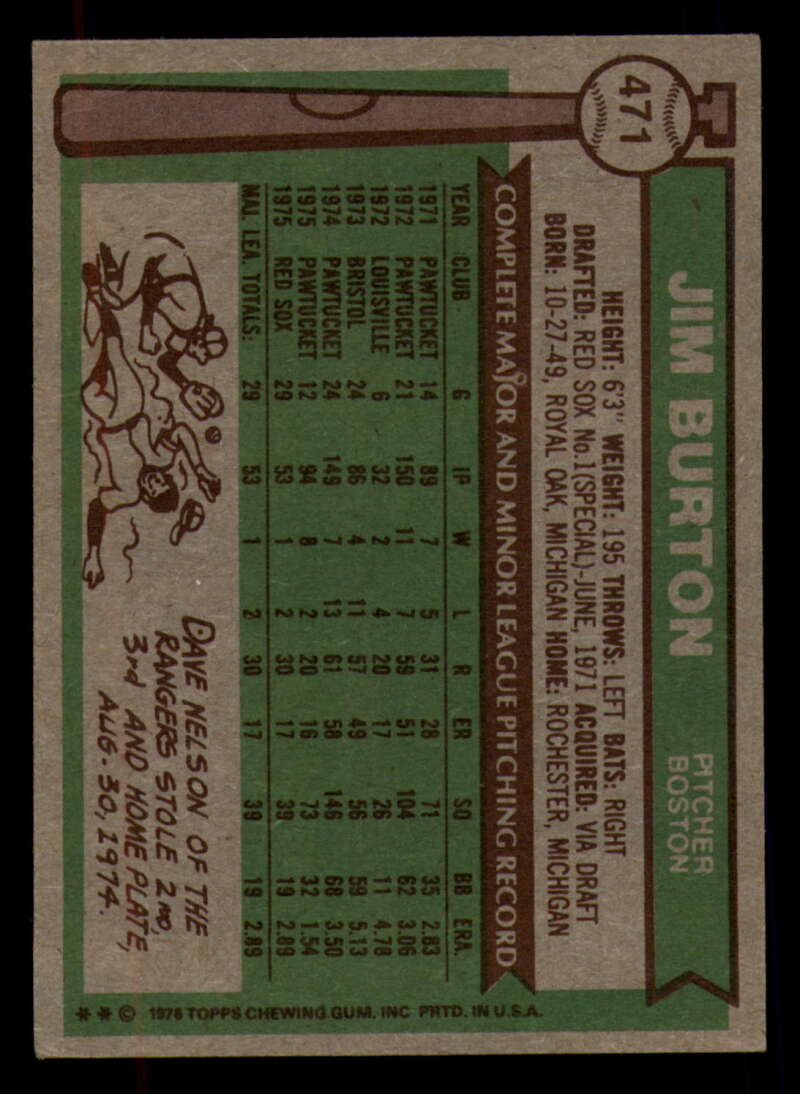 471
JIM BURTON
PITCHER
BOSTON
HEIGHT: 6'3" WEIGHT: 195 THROWS: LEFT BATS: RIGHT
DRAFTED: RED SOX No.1(SPECIAL)-JUNE, 1971 ACQUIRED: VIA DRAFT
BORN: 10-27-49, ROYAL OAK, MICHIGAN HOME: ROCHESTER, MICHIGAN
COMPLETE MAJOR AND MINOR LEAGUE PITCHING RECORD
YEAR CLUB G IP W L R ER SO BB ERA.
1971 PAWTUCKET 14 89 7 5 31 28 71 35 2.83
1972 PAWTUCKET 21 150 11 7 59 51 104 62 3.06
1972 LOUISVILLE 6 32 2 4 20 17 26 11 4.78
1973 BRISTOL 24 86 4 11 57 49 56 59 5.13
1974 PAWTUCKET 24 149 7 13 61 58 146 68 3.50
1975 PAWTUCKET 12 94 8 2 20 16 73 32 1.54
1975 RED SOX 29 53 1 2 30 17 39 19 2.89
MAJ. LEA. TOTALS: 29 53 1 2 30 17 39 19 2.89
DAVE NELSON OF THE
RANGERS STOLE 2ND,
3rd AND HOME PLATE,
AUG. 30, 1974.
** © 1976 TOPPS CHEWING GUM, INC PRTD. IN U.S.A.